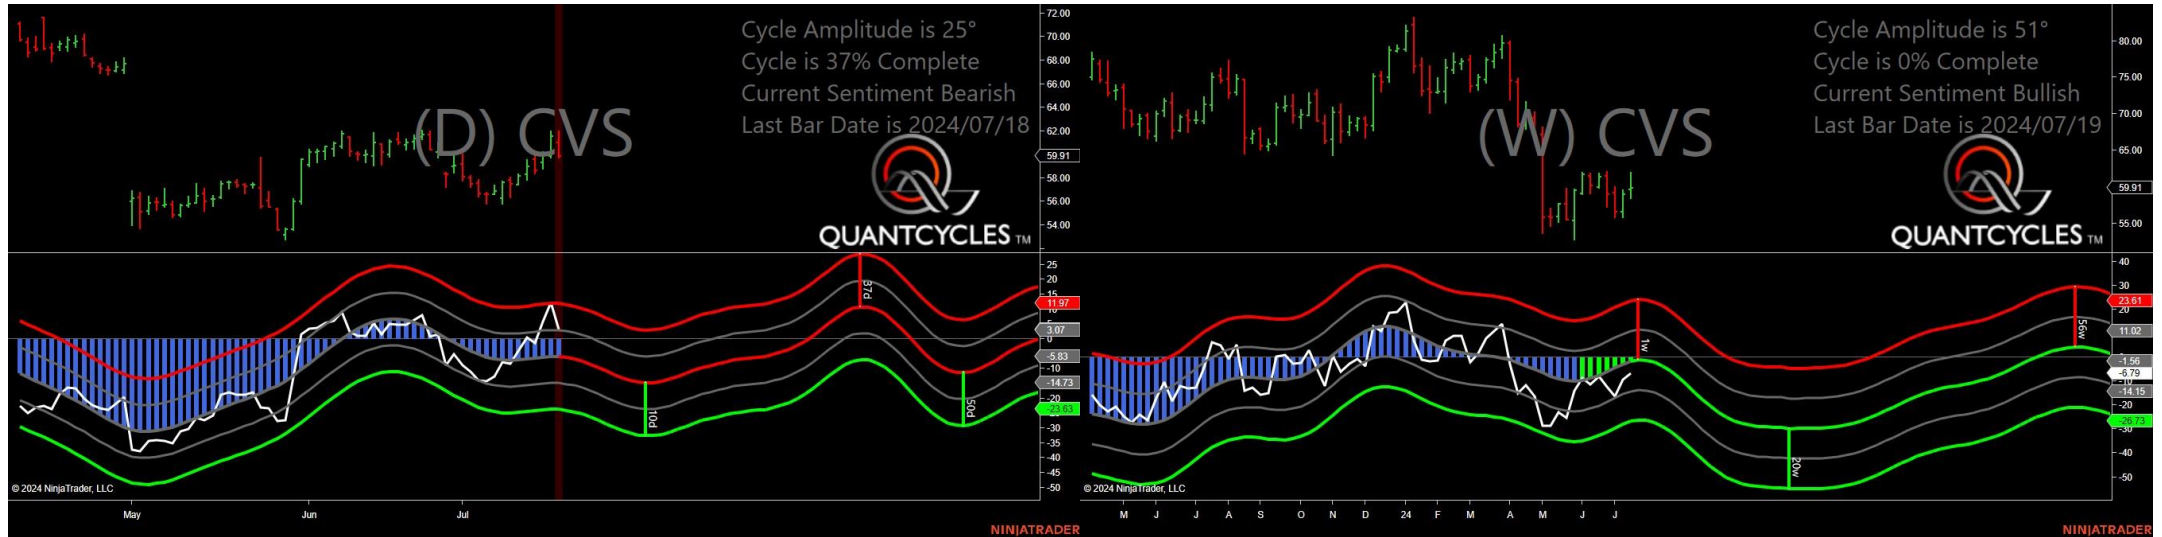 Cycle Amplitude is 25°
Cycle is 37% Complete
Current Sentiment Bearish
Last Bar Date is 2024/07/18
(D) CVS
QUANTCYCLES TM
72.00
70.00
68.00
66.00
64.00
62.00
59.91
58.00
56.00
54.00
25
20
15
11.97
3.07
0
-5.83
-10
-14.73
-20
-23.63
-30
-35
-40
-45
-50
10d
37d
50d
© 2024 NinjaTrader, LLC
May
Jun
Jul
NINJATRADER
Cycle Amplitude is 51°
Cycle is 0% Complete
Current Sentiment Bullish
Last Bar Date is 2024/07/19
(W) CVS
QUANTCYCLES TM
80.00
75.00
70.00
65.00
59.91
55.00
40
30
23.61
20
11.02
-1.56
-6.79
-10
-14.15
-20
-26.73
-30
-40
-50
1w
20w
56w
© 2024 NinjaTrader, LLC
M J J A S O N D 24 F M A M J J
NINJATRADER